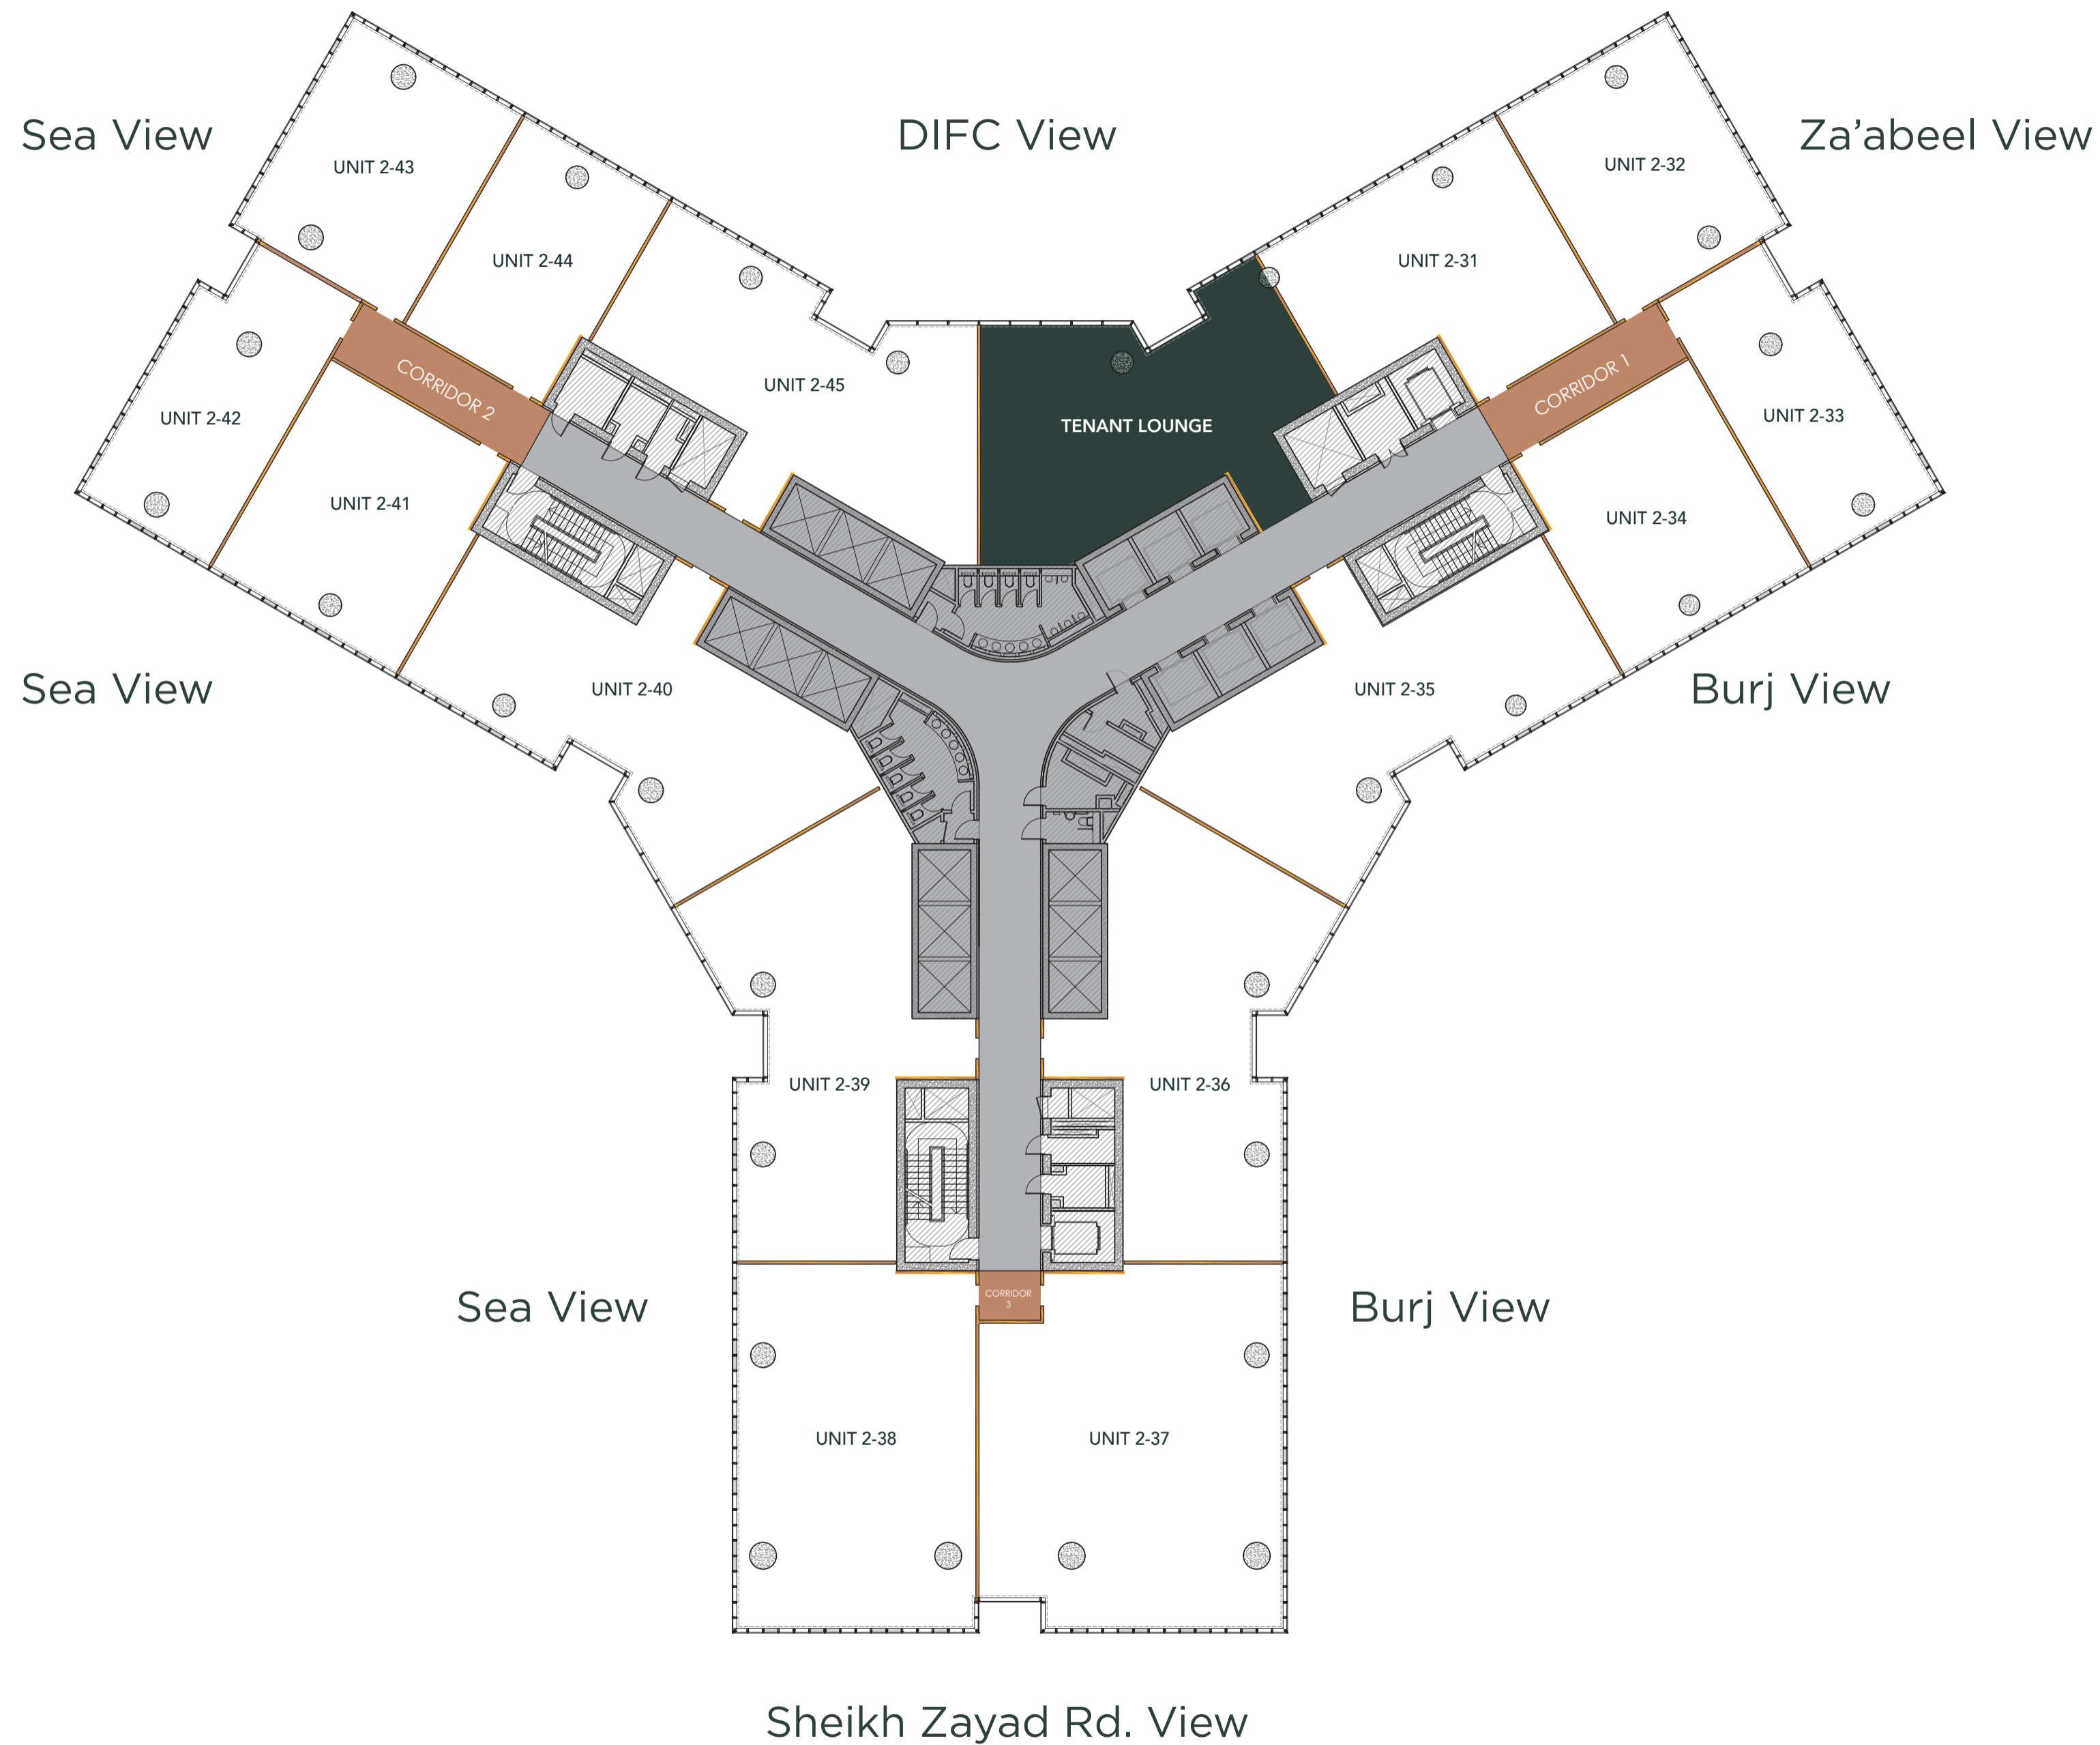 Sea View
DIFC View
Za’abeel View
UNIT 2-43
UNIT 2-32
UNIT 2-44
UNIT 2-31
CORRIDOR 2
UNIT 2-45
CORRIDOR 1
UNIT 2-42
UNIT 2-33
TENANT LOUNGE
UNIT 2-41
UNIT 2-34
Sea View
UNIT 2-40
UNIT 2-35
Burj View
UNIT 2-39
UNIT 2-36
Sea View
CORRIDOR
3
Burj View
UNIT 2-38
UNIT 2-37
Sheikh Zayad Rd. View